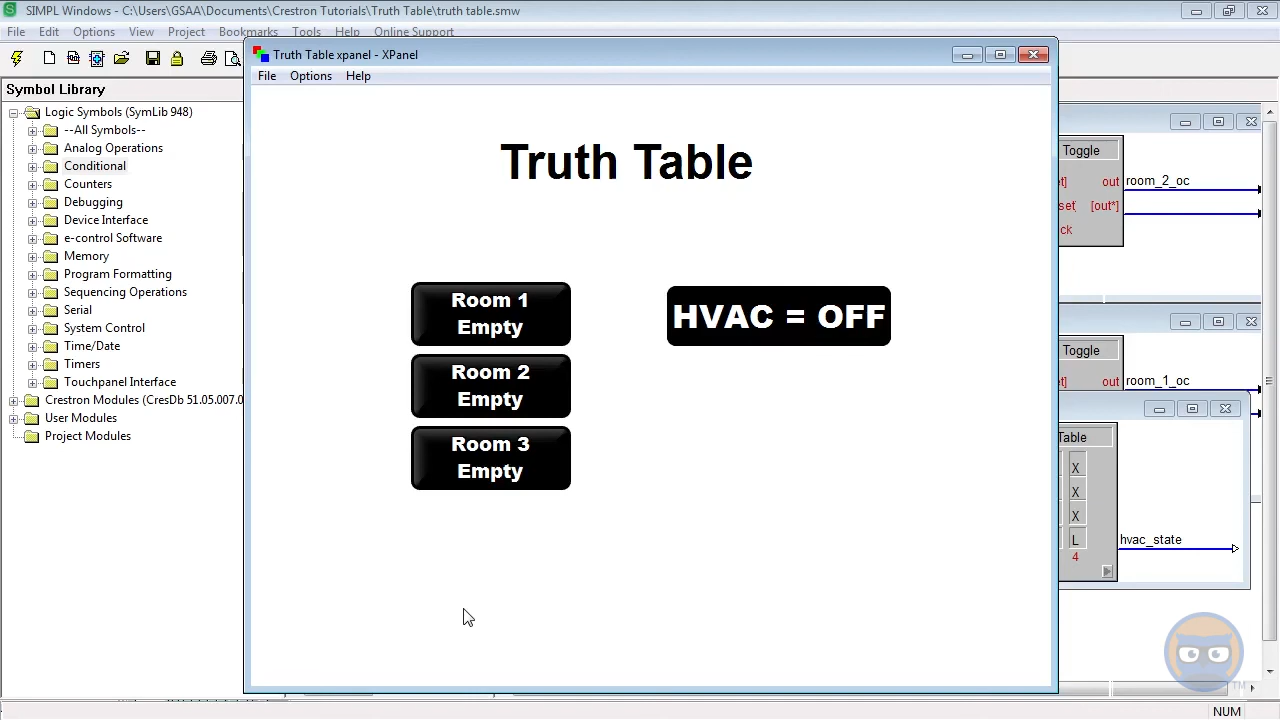 SIMPL Windows - C:\Users\GSAA\Documents\Crestron Tutorials\Truth Table\truth table.smw
File Edit Options View Project Bookmarks Tools Help Online Support
Symbol Library
Logic Symbols (SymLib 948)
--All Symbols--
Analog Operations
Conditional
Counters
Debugging
Device Interface
e-control Software
Memory
Program Formatting
Sequencing Operations
Serial
System Control
Time/Date
Timers
Touchpanel Interface
Crestron Modules (CresDb 51.05.007.0
User Modules
Project Modules
Truth Table xpanel - XPanel
File Options Help
Truth Table
Room 1
Empty
Room 2
Empty
Room 3
Empty
HVAC = OFF
Toggle
et] out room_2_oc
set] [out*]
ck
Toggle
et] out room_1_oc
Table
X
X
X
L hvac_state
4
NUM
TM